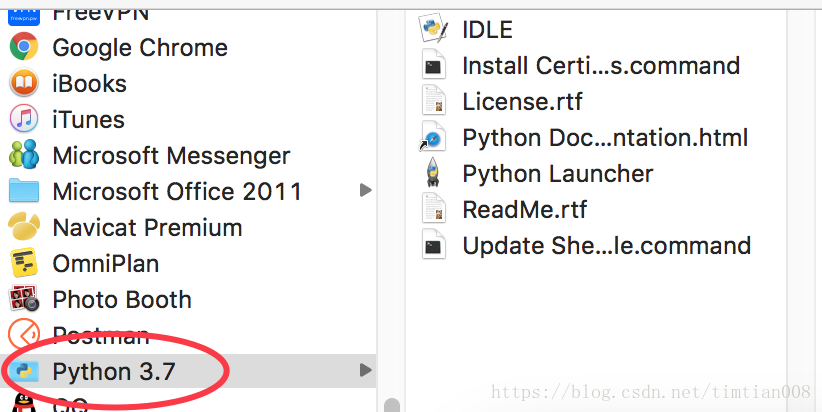 FreeVPN
Google Chrome
iBooks
iTunes
Microsoft Messenger
Microsoft Office 2011
Navicat Premium
OmniPlan
Photo Booth
Postman
Python 3.7
QQ
IDLE
Install Certi...s.command
License.rtf
Python Doc...ntation.html
Python Launcher
ReadMe.rtf
Update She...le.command
https://blog.csdn.net/timtian008